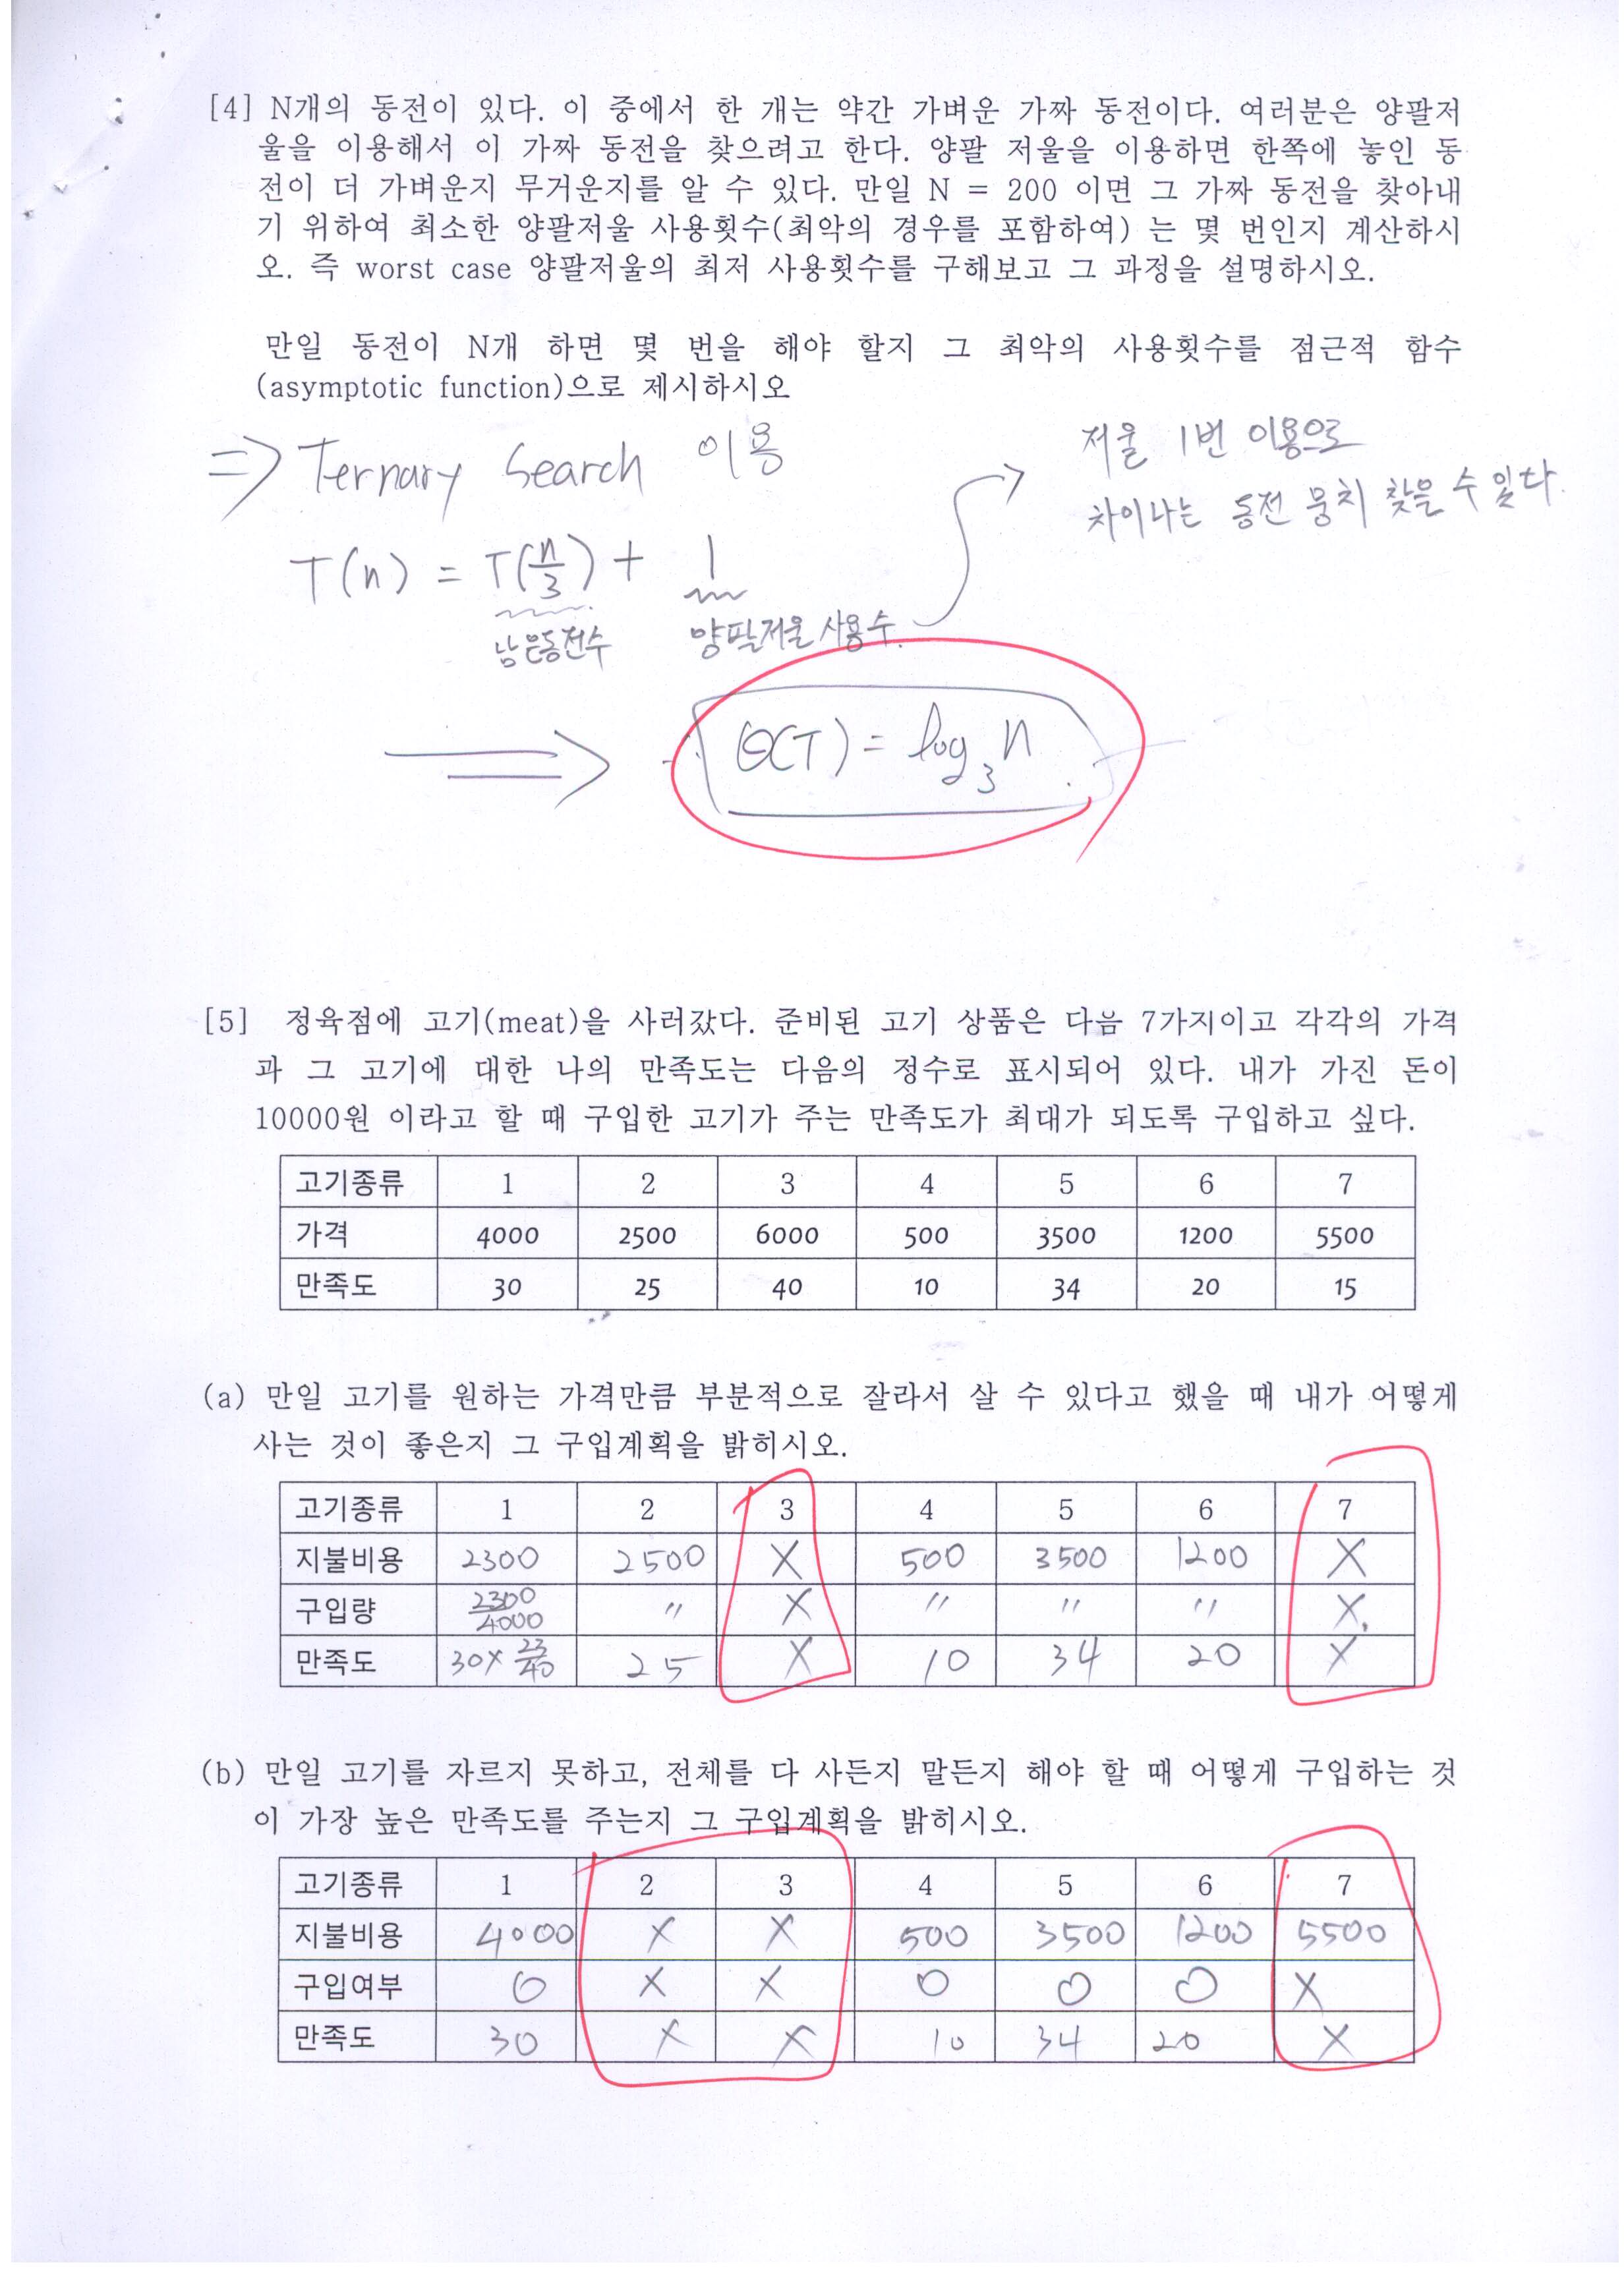 [4] N개의 동전이 있다. 이 중에서 한 개는 약간 가벼운 가짜 동전이다. 여러분은 양팔저
울을 이용해서 이 가짜 동전을 찾으려고 한다. 양팔 저울을 이용하면 한쪽에 놓인 동
전이 더 가벼운지 무거운지를 알 수 있다. 만일 N = 200 이면 그 가짜 동전을 찾아내
기 위하여 최소한 양팔저울 사용횟수(최악의 경우를 포함하여) 는 몇 번인지 계산하시
오. 즉 worst case 양팔저울의 최저 사용횟수를 구해보고 그 과정을 설명하시오.
만일 동전이 N개 하면 몇 번을 해야 할지 그 최악의 사용횟수를 점근적 함수
(asymptotic function)으로 제시하시오
⇒ Ternary Search 이용
저울 1번 이용으로
차이나는 동전 뭉치 찾을 수 있다.
T(n) = T(n/3) + 1
남은동전수 양팔저울 사용수.
⇒ Θ(T) = log₃n.
[5] 정육점에 고기(meat)을 사러갔다. 준비된 고기 상품은 다음 7가지이고 각각의 가격
과 그 고기에 대한 나의 만족도는 다음의 정수로 표시되어 있다. 내가 가진 돈이
10000원 이라고 할 때 구입한 고기가 주는 만족도가 최대가 되도록 구입하고 싶다.
고기종류 1 2 3 4 5 6 7
가격 4000 2500 6000 500 3500 1200 5500
만족도 30 25 40 10 34 20 15
(a) 만일 고기를 원하는 가격만큼 부분적으로 잘라서 살 수 있다고 했을 때 내가 어떻게
사는 것이 좋은지 그 구입계획을 밝히시오.
고기종류 1 2 3 4 5 6 7
지불비용 2300 2500 X 500 3500 1200 X
구입량 2300/4000 〃 X 〃 〃 〃 X.
만족도 30X 23/40 25 X 10 34 20 X
(b) 만일 고기를 자르지 못하고, 전체를 다 사든지 말든지 해야 할 때 어떻게 구입하는 것
이 가장 높은 만족도를 주는지 그 구입계획을 밝히시오.
고기종류 1 2 3 4 5 6 7
지불비용 4000 X X 500 3500 1200 5500
구입여부 O X X O O O X
만족도 30 X X 10 34 20 X